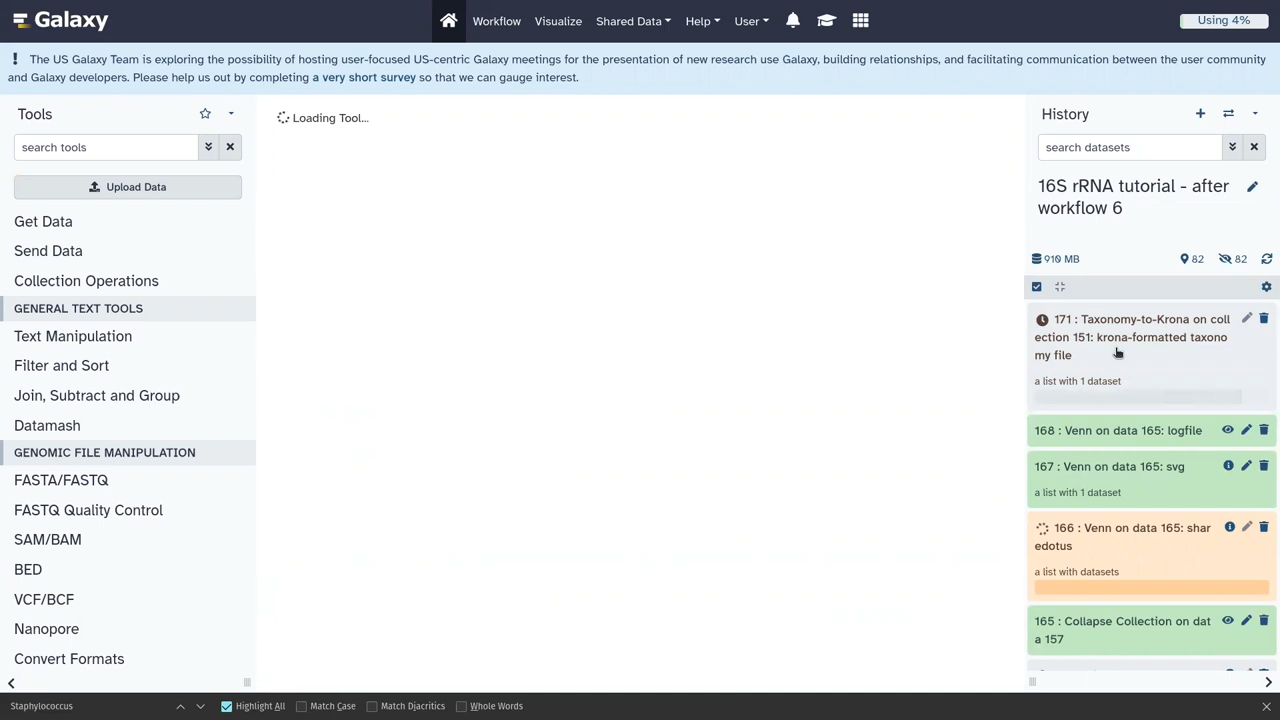 Galaxy
Workflow Visualize Shared Data Help User Using 4%
! The US Galaxy Team is exploring the possibility of hosting user-focused US-centric Galaxy meetings for the presentation of new research use Galaxy, building relationships, and facilitating communication between the user community
and Galaxy developers. Please help us out by completing a very short survey so that we can gauge interest.
Tools
search tools
Upload Data
Get Data
Send Data
Collection Operations
GENERAL TEXT TOOLS
Text Manipulation
Filter and Sort
Join, Subtract and Group
Datamash
GENOMIC FILE MANIPULATION
FASTA/FASTQ
FASTQ Quality Control
SAM/BAM
BED
VCF/BCF
Nanopore
Convert Formats
Loading Tool...
History
search datasets
16S rRNA tutorial - after
workflow 6
910 MB 82 82
171 : Taxonomy-to-Krona on coll
ection 151: krona-formatted taxono
my file
a list with 1 dataset
168 : Venn on data 165: logfile
167 : Venn on data 165: svg
a list with 1 dataset
166 : Venn on data 165: shar
edotus
a list with datasets
165 : Collapse Collection on dat
a 157
Staphylococcus Highlight All Match Case Match Diacritics Whole Words